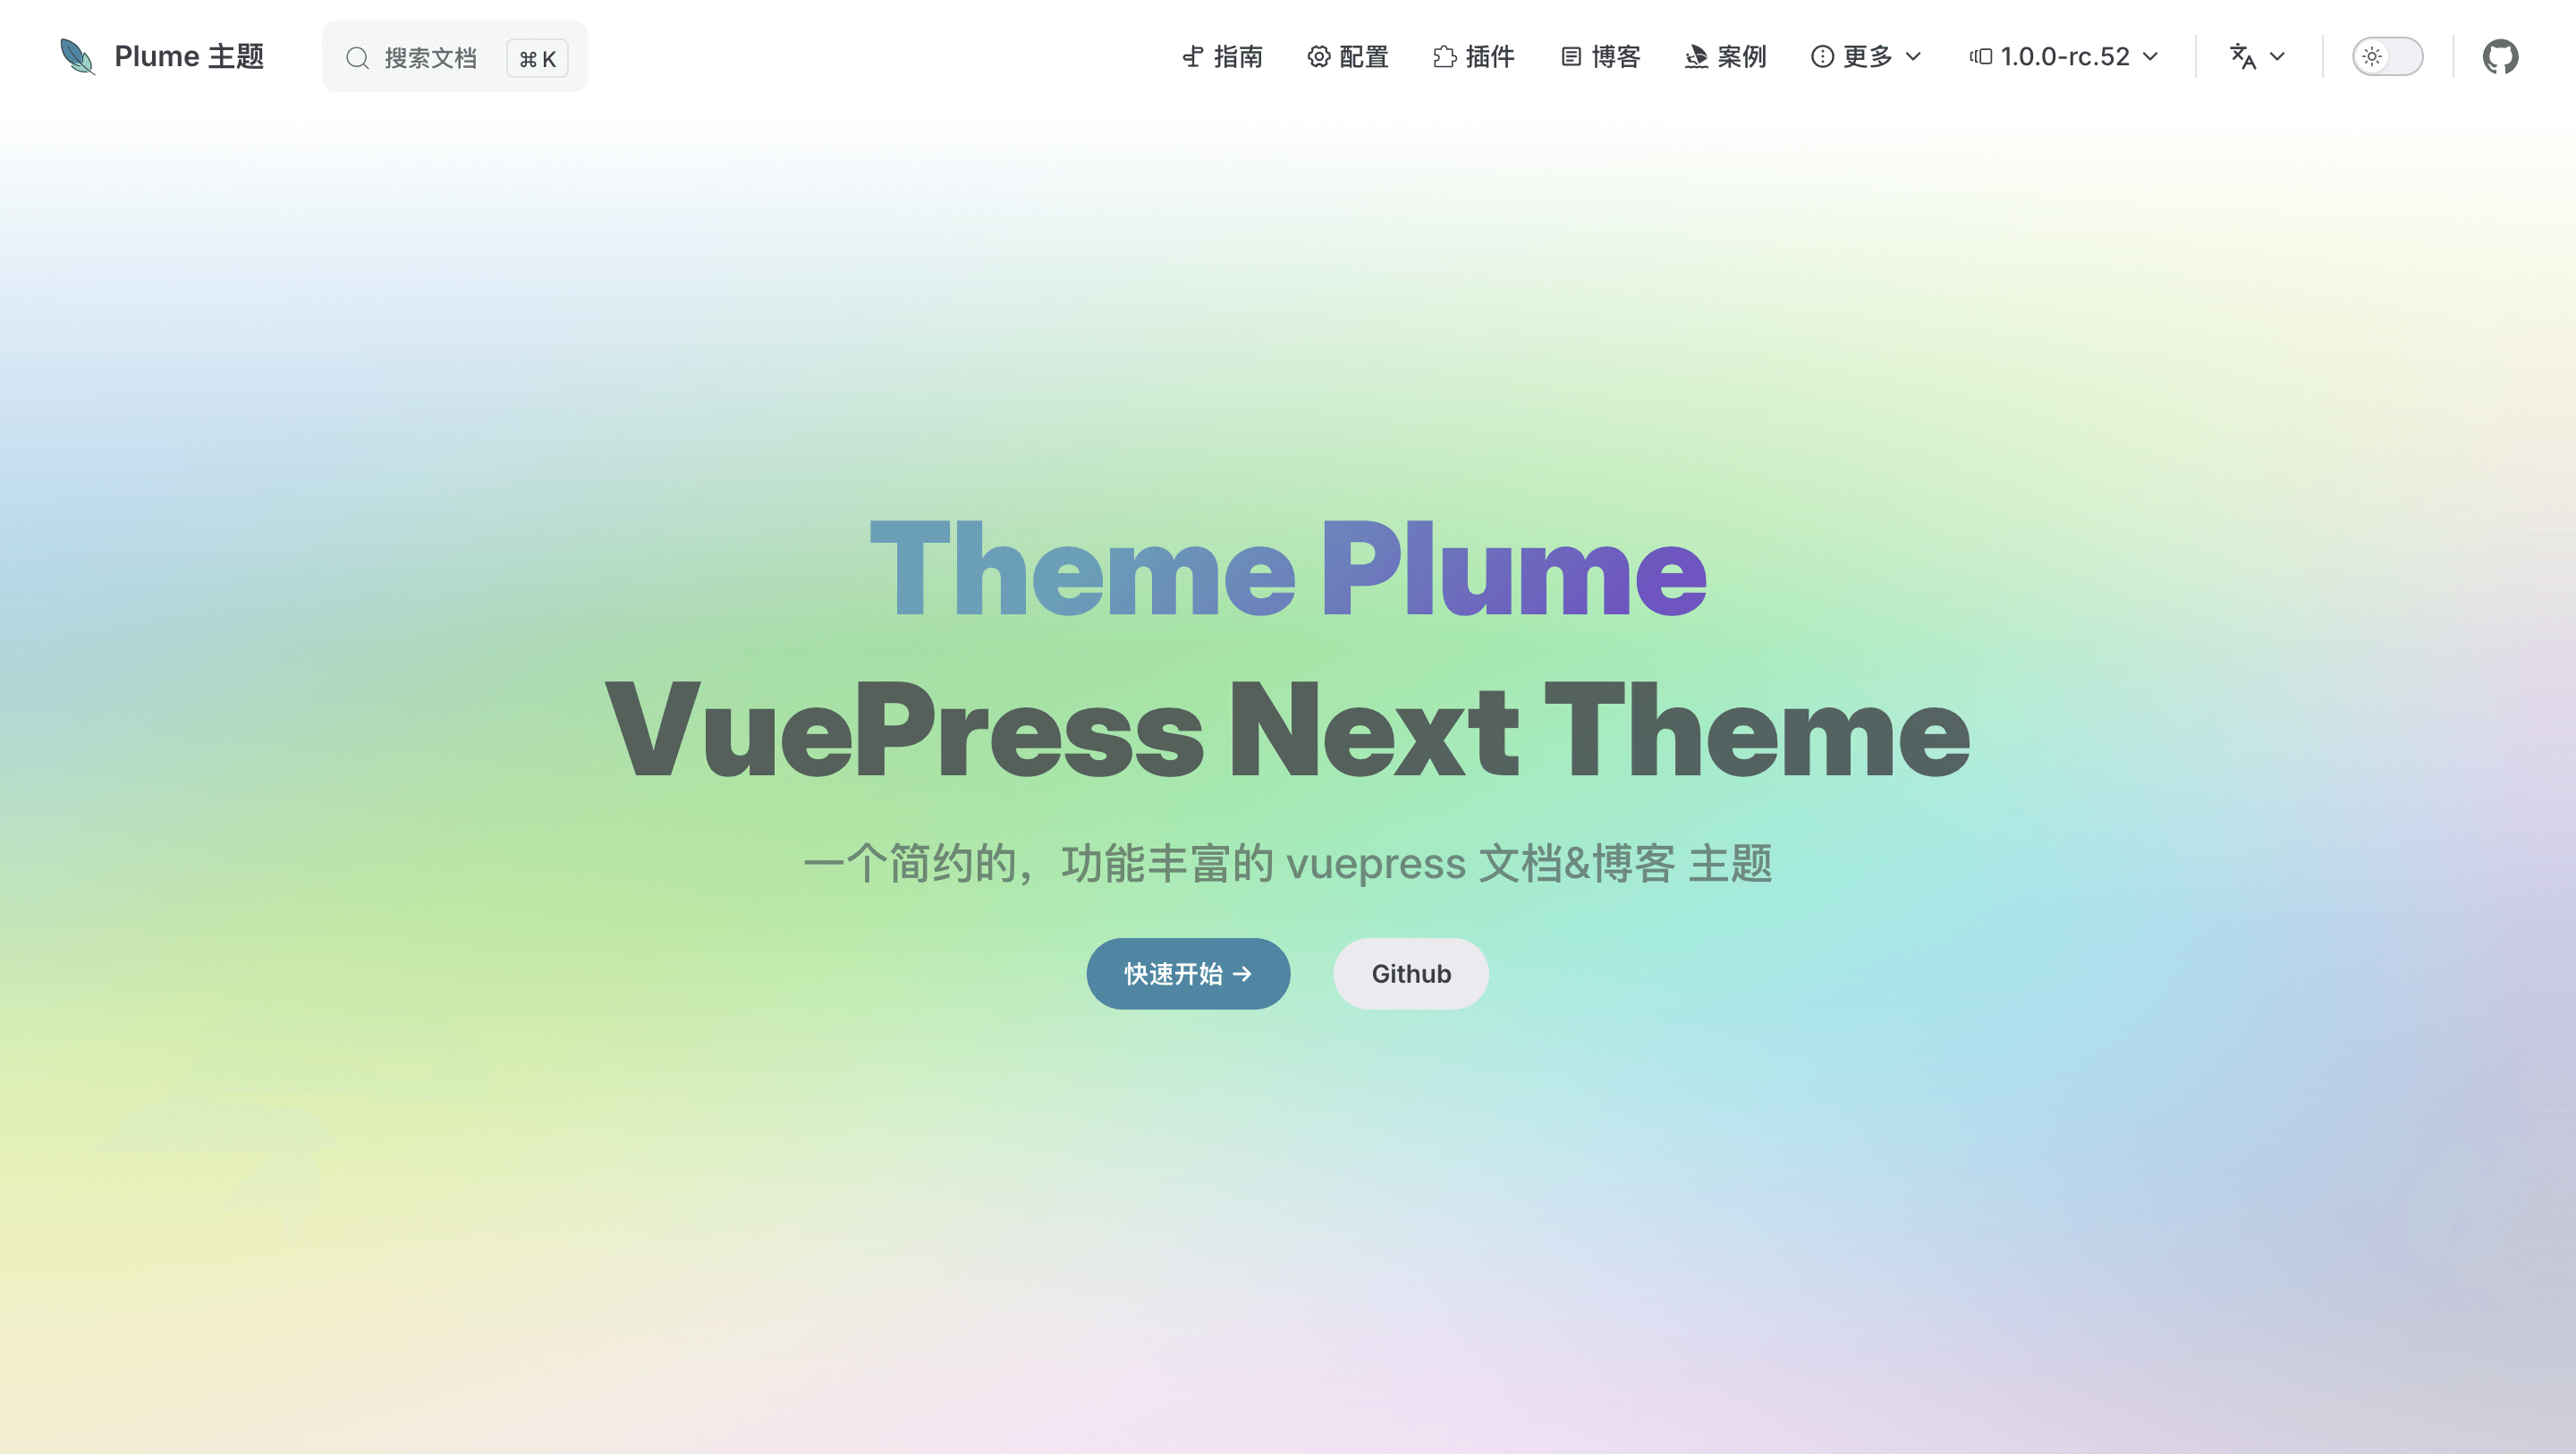 Plume 主题
搜索文档 ⌘ K
指南 配置 插件 博客 案例 更多 1.0.0-rc.52
Theme Plume
VuePress Next Theme
一个简约的，功能丰富的 vuepress 文档&博客 主题
快速开始 →
Github